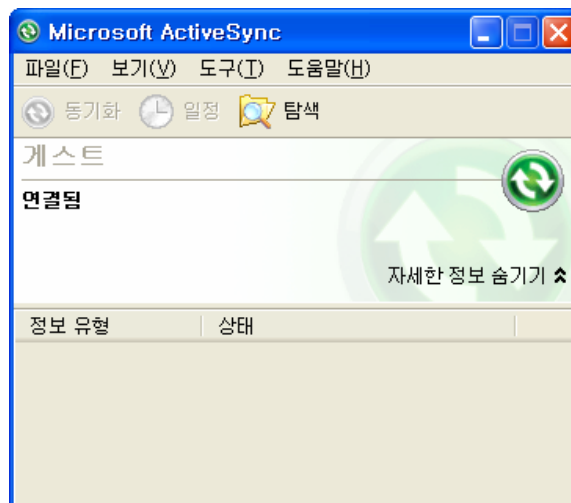 Microsoft ActiveSync
파일(F) 보기(V) 도구(T) 도움말(H)
동기화 일정 탐색
게스트
연결됨
자세한 정보 숨기기
정보 유형 상태